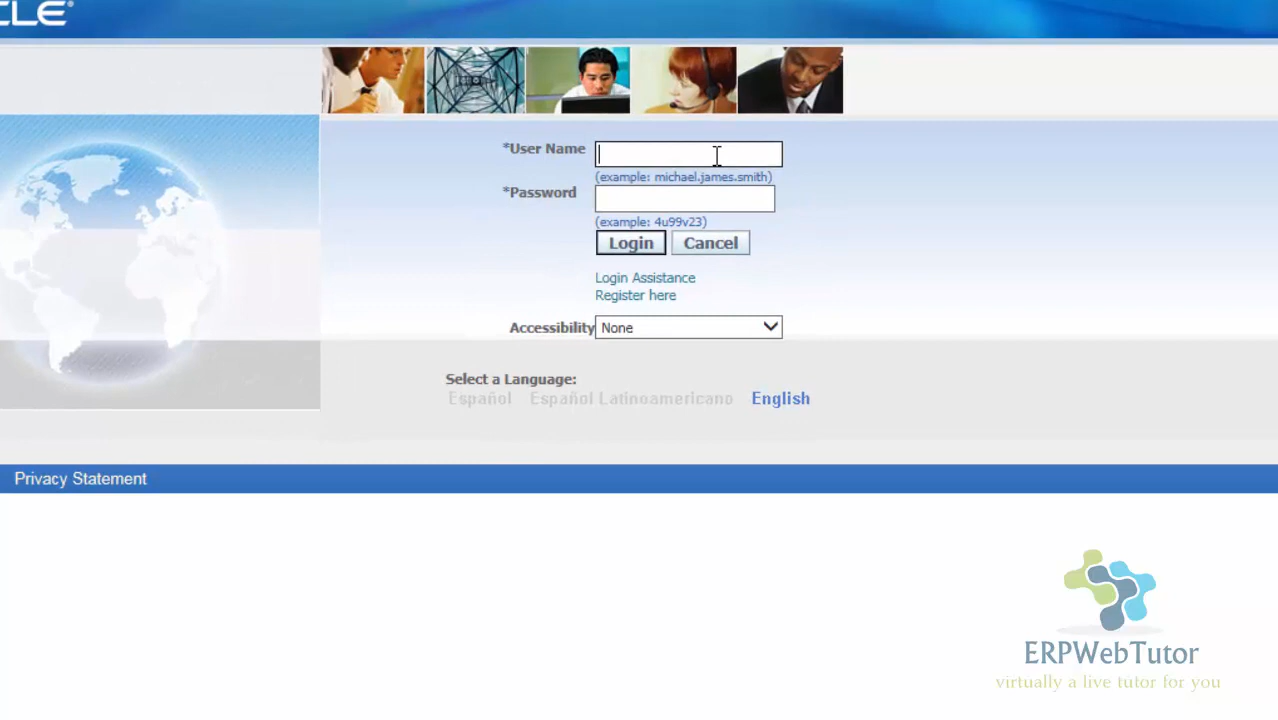 CLE®
*User Name
(example: michael.james.smith)
*Password
(example: 4u99v23)
Login Cancel
Login Assistance
Register here
Accessibility None
Select a Language:
Español Español Latinoamericano English
Privacy Statement
ERPWebTutor
virtually a live tutor for you